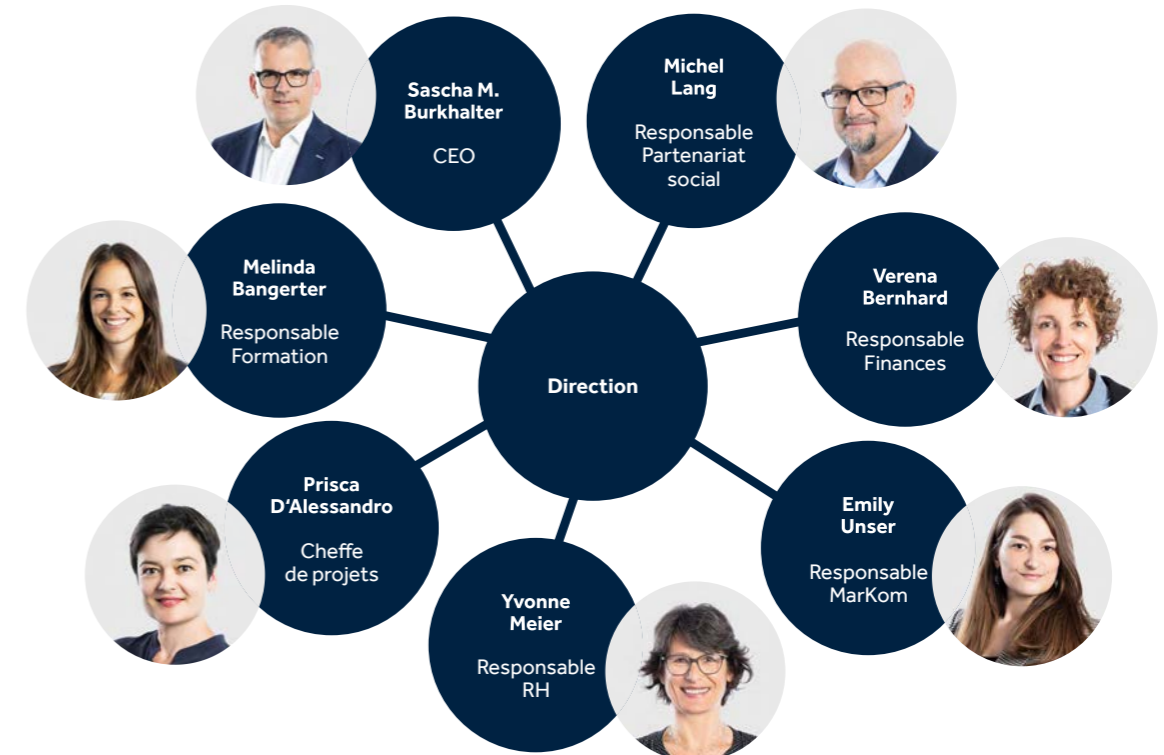 Sascha M.
Burkhalter
CEO
Michel
Lang
Responsable
Partenariat
social
Melinda
Bangerter
Responsable
Formation
Verena
Bernhard
Responsable
Finances
Direction
Prisca
D‘Alessandro
Cheffe
de projets
Emily
Unser
Responsable
MarKom
Yvonne
Meier
Responsable
RH